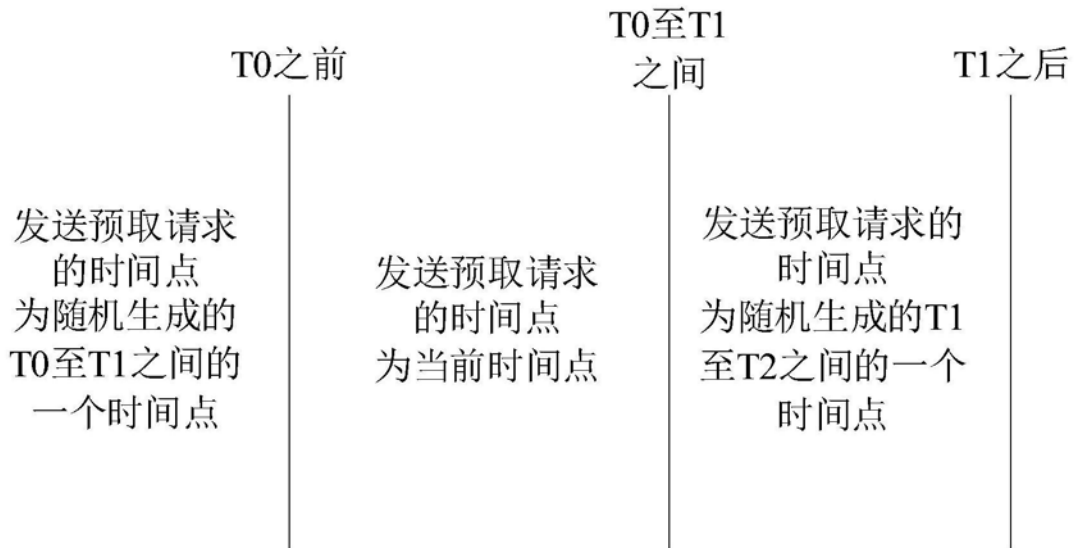 T0之前
T0至T1
之间
T1之后
发送预取请求
的时间点
为随机生成的
T0至T1之间的
一个时间点
发送预取请求
的时间点
为当前时间点
发送预取请求的
时间点
为随机生成的T1
至T2之间的一个
时间点